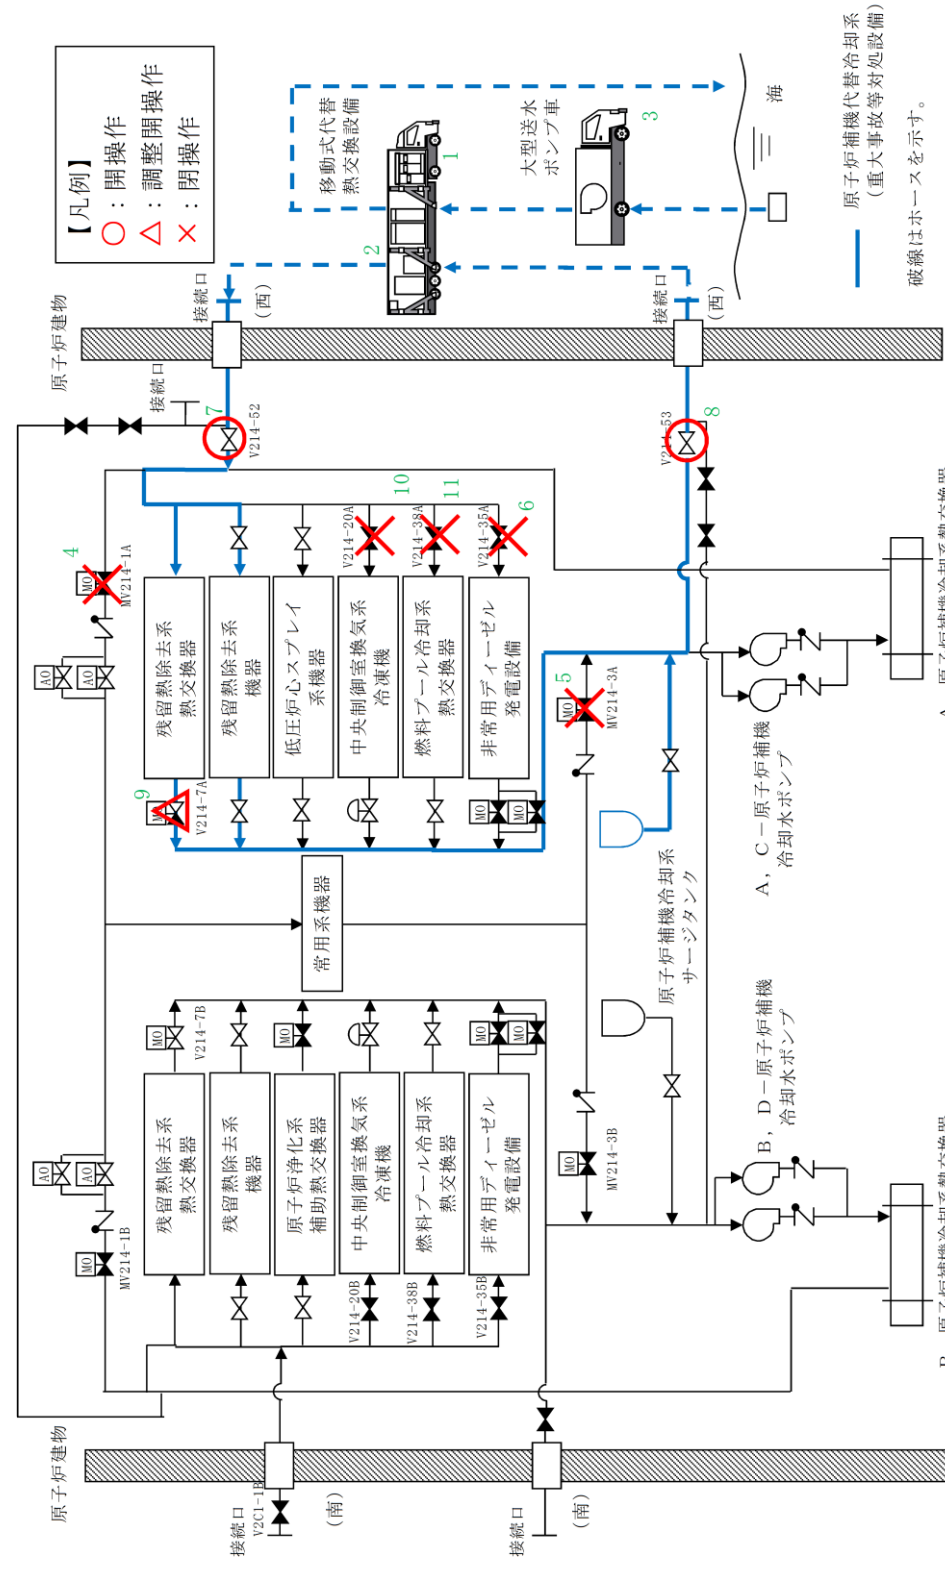 【凡例】
○：開操作
△：調整開操作
×：閉操作
移動式代替
熱交換設備
1
2
大型送水
ポンプ車
3
海
原子炉補機代替冷却系
(重大事故等対処設備)
破線はホースを示す。
原子炉建物
接続口
(西)
接続口
(西)
接続口
7
V214-52
8
V214-53
4
MO
MV214-1A
AO
AO
10
V214-20A
11
V214-38A
6
V214-35A
残留熱除去系
熱交換器
残留熱除去系
機器
低圧炉心スプレイ
系機器
中央制御室換気系
冷凍機
燃料プール冷却系
熱交換器
非常用ディーゼル
発電設備
9
MO
V214-7A
MO
MO
5
MO
MV214-3A
常用系機器
原子炉補機冷却系
サージタンク
A, C－原子炉補機
冷却水ポンプ
MO
V214-7B
MO
MO
MO
残留熱除去系
熱交換器
残留熱除去系
機器
原子炉浄化系
補助熱交換器
中央制御室換気系
冷凍機
燃料プール冷却系
熱交換器
非常用ディーゼル
発電設備
AO
AO
MO
MV214-1B
V214-20B
V214-38B
V214-35B
MO
MV214-3B
B, D－原子炉補機
冷却水ポンプ
原子炉建物
接続口
V2C1-1B
(南)
接続口
(南)